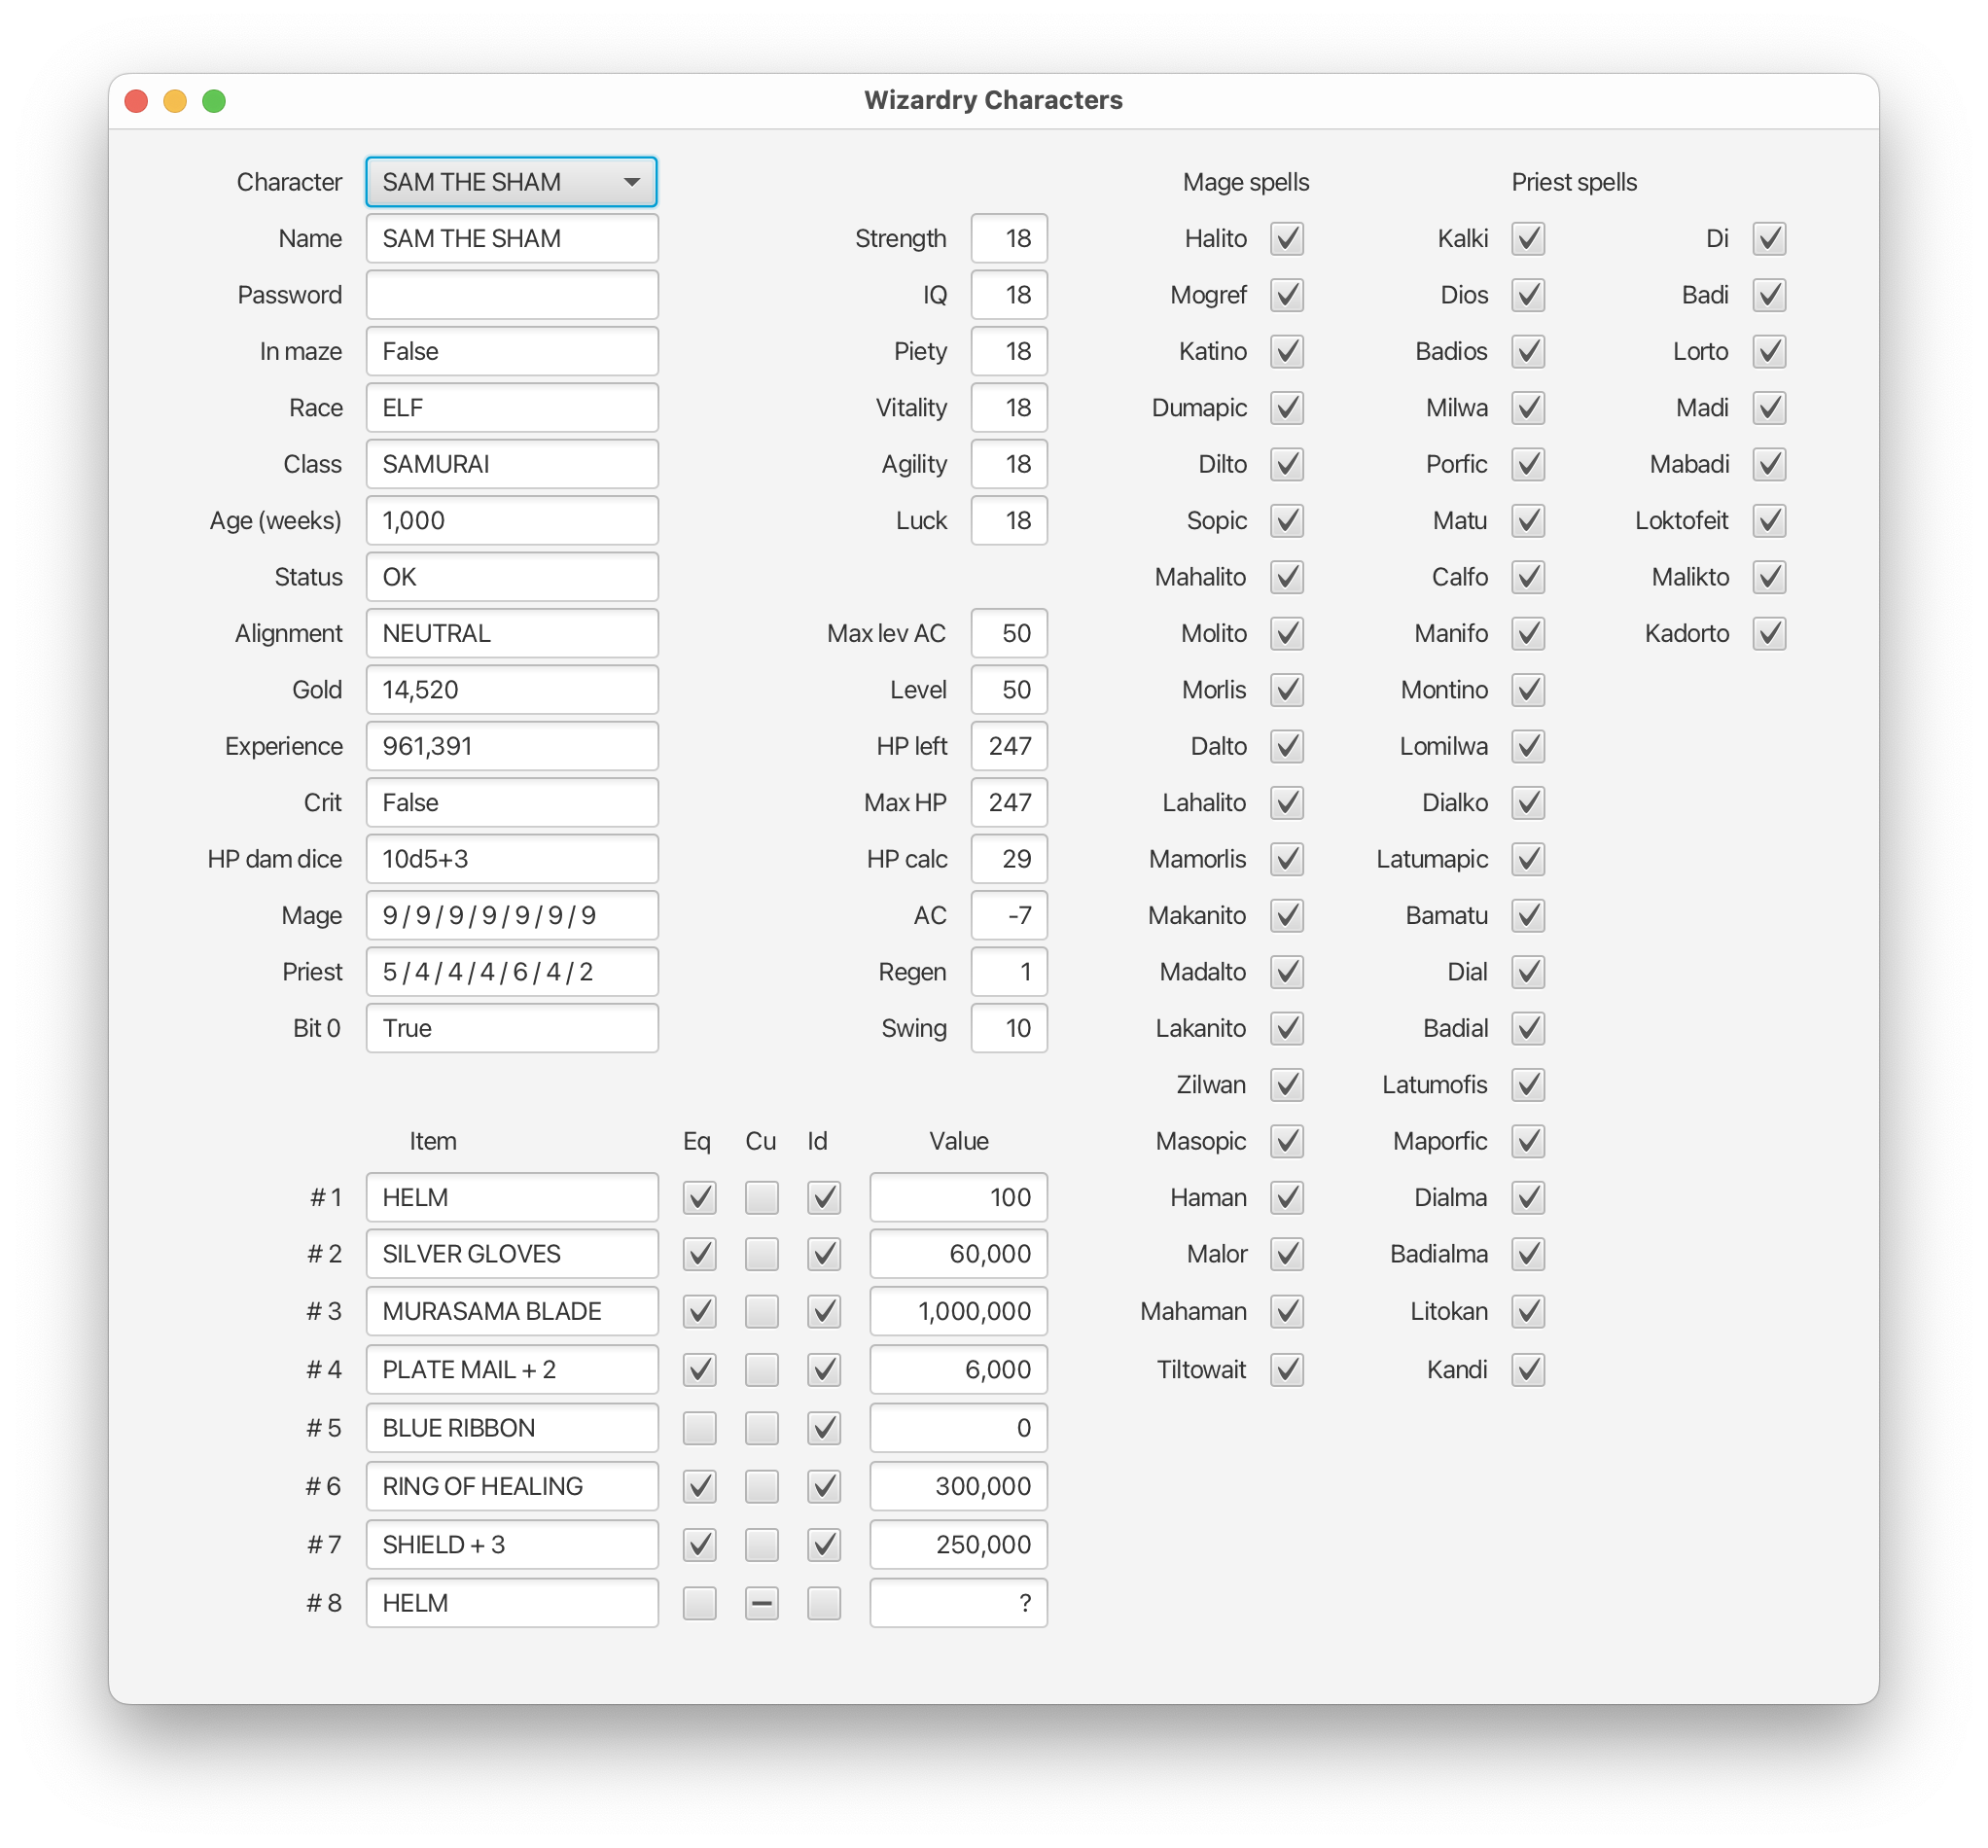 Wizardry Characters
Character SAM THE SHAM Mage spells Priest spells
Name SAM THE SHAM Strength 18 Halito Kalki Di
Password IQ 18 Mogref Dios Badi
In maze False Piety 18 Katino Badios Lorto
Race ELF Vitality 18 Dumapic Milwa Madi
Class SAMURAI Agility 18 Dilto Porfic Mabadi
Age (weeks) 1,000 Luck 18 Sopic Matu Loktofeit
Status OK Mahalito Calfo Malikto
Alignment NEUTRAL Max lev AC 50 Molito Manifo Kadorto
Gold 14,520 Level 50 Morlis Montino
Experience 961,391 HP left 247 Dalto Lomilwa
Crit False Max HP 247 Lahalito Dialko
HP dam dice 10d5+3 HP calc 29 Mamorlis Latumapic
Mage 9 / 9 / 9 / 9 / 9 / 9 / 9 AC -7 Makanito Bamatu
Priest 5 / 4 / 4 / 4 / 6 / 4 / 2 Regen 1 Madalto Dial
Bit 0 True Swing 10 Lakanito Badial
Zilwan Latumofis
Item Eq Cu Id Value Masopic Maporfic
# 1 HELM 100 Haman Dialma
# 2 SILVER GLOVES 60,000 Malor Badialma
# 3 MURASAMA BLADE 1,000,000 Mahaman Litokan
# 4 PLATE MAIL + 2 6,000 Tiltowait Kandi
# 5 BLUE RIBBON 0
# 6 RING OF HEALING 300,000
# 7 SHIELD + 3 250,000
# 8 HELM ?